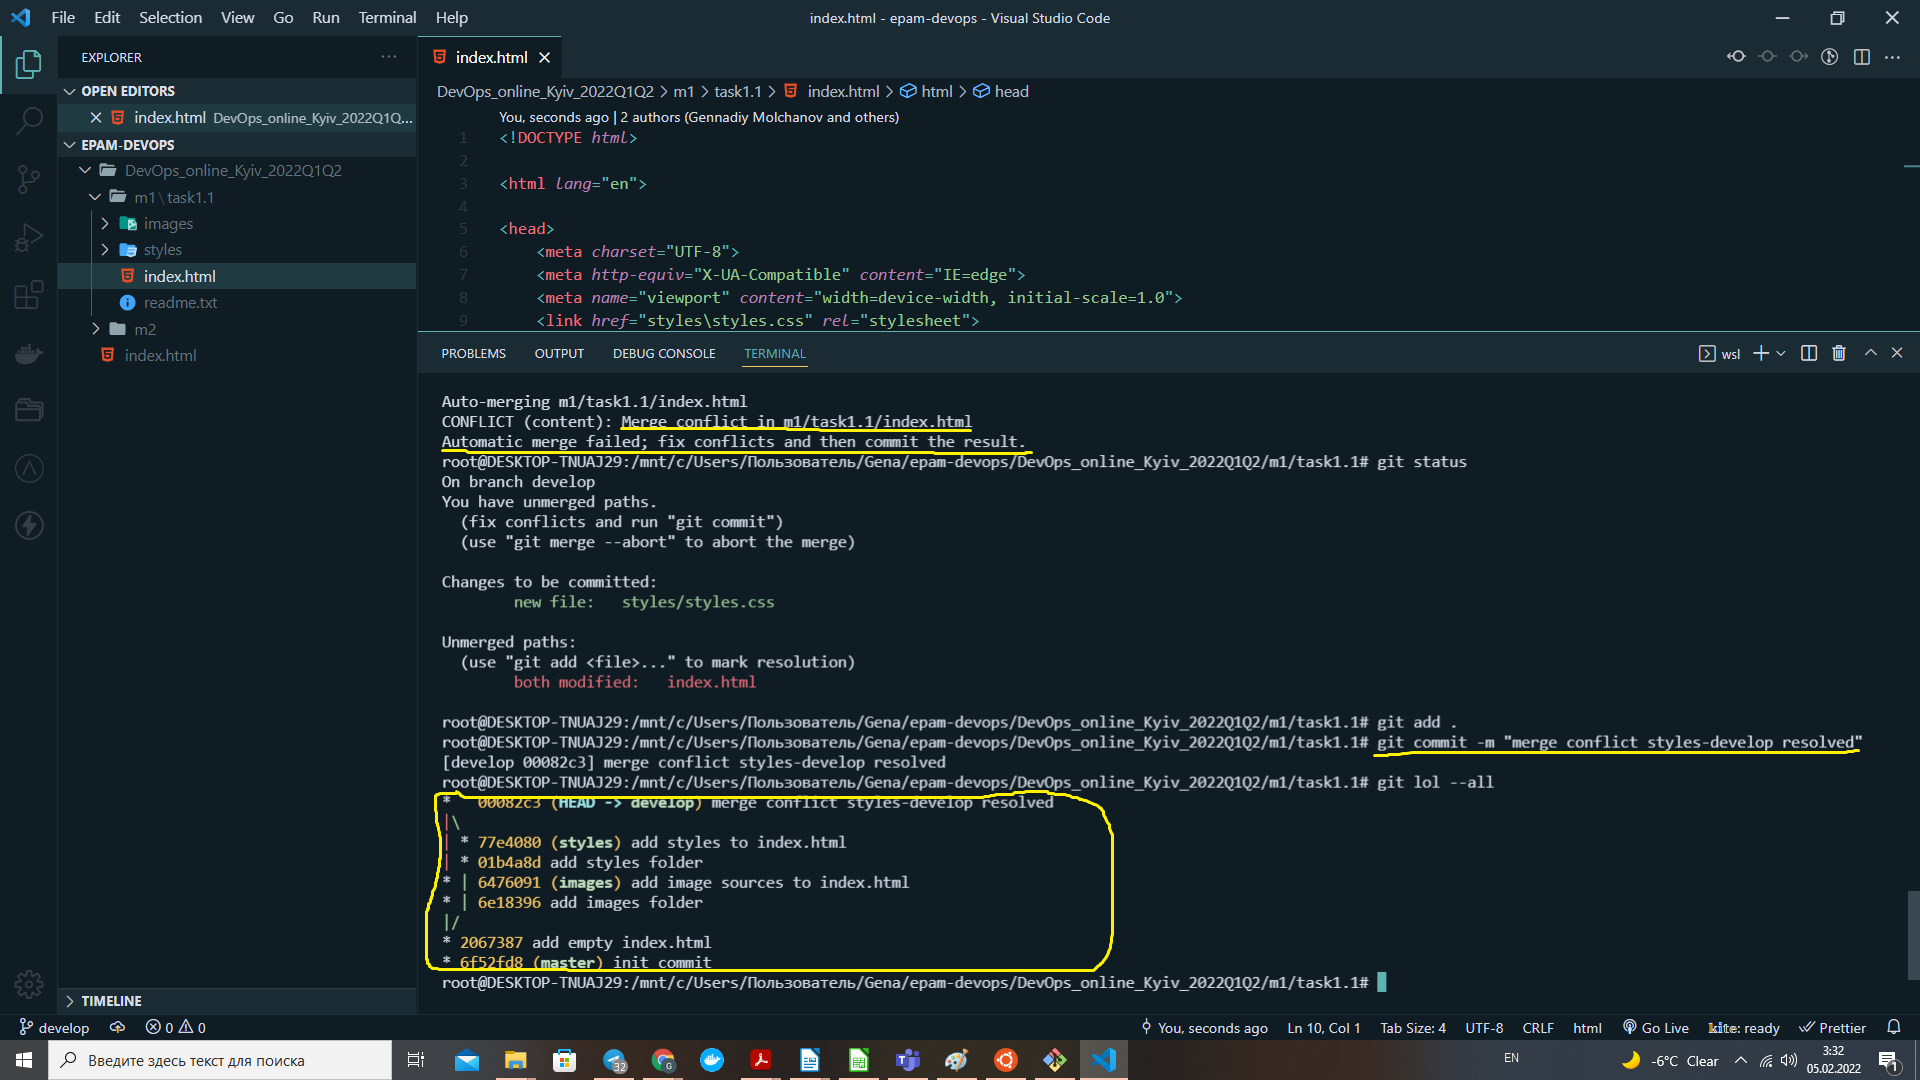 File Edit Selection View Go Run Terminal Help
index.html - epam-devops - Visual Studio Code
EXPLORER
OPEN EDITORS
index.html DevOps_online_Kyiv_2022Q1Q...
EPAM-DEVOPS
DevOps_online_Kyiv_2022Q1Q2
m1\task1.1
images
styles
index.html
readme.txt
m2
index.html
TIMELINE
index.html
DevOps_online_Kyiv_2022Q1Q2 > m1 > task1.1 > index.html > html > head
You, seconds ago | 2 authors (Gennadiy Molchanov and others)
1 <!DOCTYPE html>
2
3 <html lang="en">
4
5 <head>
6 <meta charset="UTF-8">
7 <meta http-equiv="X-UA-Compatible" content="IE=edge">
8 <meta name="viewport" content="width=device-width, initial-scale=1.0">
9 <link href="styles\styles.css" rel="stylesheet">
PROBLEMS OUTPUT DEBUG CONSOLE TERMINAL
wsl
Auto-merging m1/task1.1/index.html
CONFLICT (content): Merge conflict in m1/task1.1/index.html
Automatic merge failed; fix conflicts and then commit the result.
root@DESKTOP-TNUAJ29:/mnt/c/Users/Пользователь/Gena/epam-devops/DevOps_online_Kyiv_2022Q1Q2/m1/task1.1# git status
On branch develop
You have unmerged paths.
(fix conflicts and run "git commit")
(use "git merge --abort" to abort the merge)
Changes to be committed:
new file: styles/styles.css
Unmerged paths:
(use "git add <file>..." to mark resolution)
both modified: index.html
root@DESKTOP-TNUAJ29:/mnt/c/Users/Пользователь/Gena/epam-devops/DevOps_online_Kyiv_2022Q1Q2/m1/task1.1# git add .
root@DESKTOP-TNUAJ29:/mnt/c/Users/Пользователь/Gena/epam-devops/DevOps_online_Kyiv_2022Q1Q2/m1/task1.1# git commit -m "merge conflict styles-develop resolved"
[develop 00082c3] merge conflict styles-develop resolved
root@DESKTOP-TNUAJ29:/mnt/c/Users/Пользователь/Gena/epam-devops/DevOps_online_Kyiv_2022Q1Q2/m1/task1.1# git lol --all
*   00082c3 (HEAD -> develop) merge conflict styles-develop resolved
|\
| * 77e4080 (styles) add styles to index.html
| * 01b4a8d add styles folder
* | 6476091 (images) add image sources to index.html
* | 6e18396 add images folder
|/
* 2067387 add empty index.html
* 6f52fd8 (master) init commit
root@DESKTOP-TNUAJ29:/mnt/c/Users/Пользователь/Gena/epam-devops/DevOps_online_Kyiv_2022Q1Q2/m1/task1.1#
develop 0 0 You, seconds ago Ln 10, Col 1 Tab Size: 4 UTF-8 CRLF html Go Live kite: ready Prettier
Введите здесь текст для поиска
32
EN
-6°C Clear
3:32
05.02.2022
1